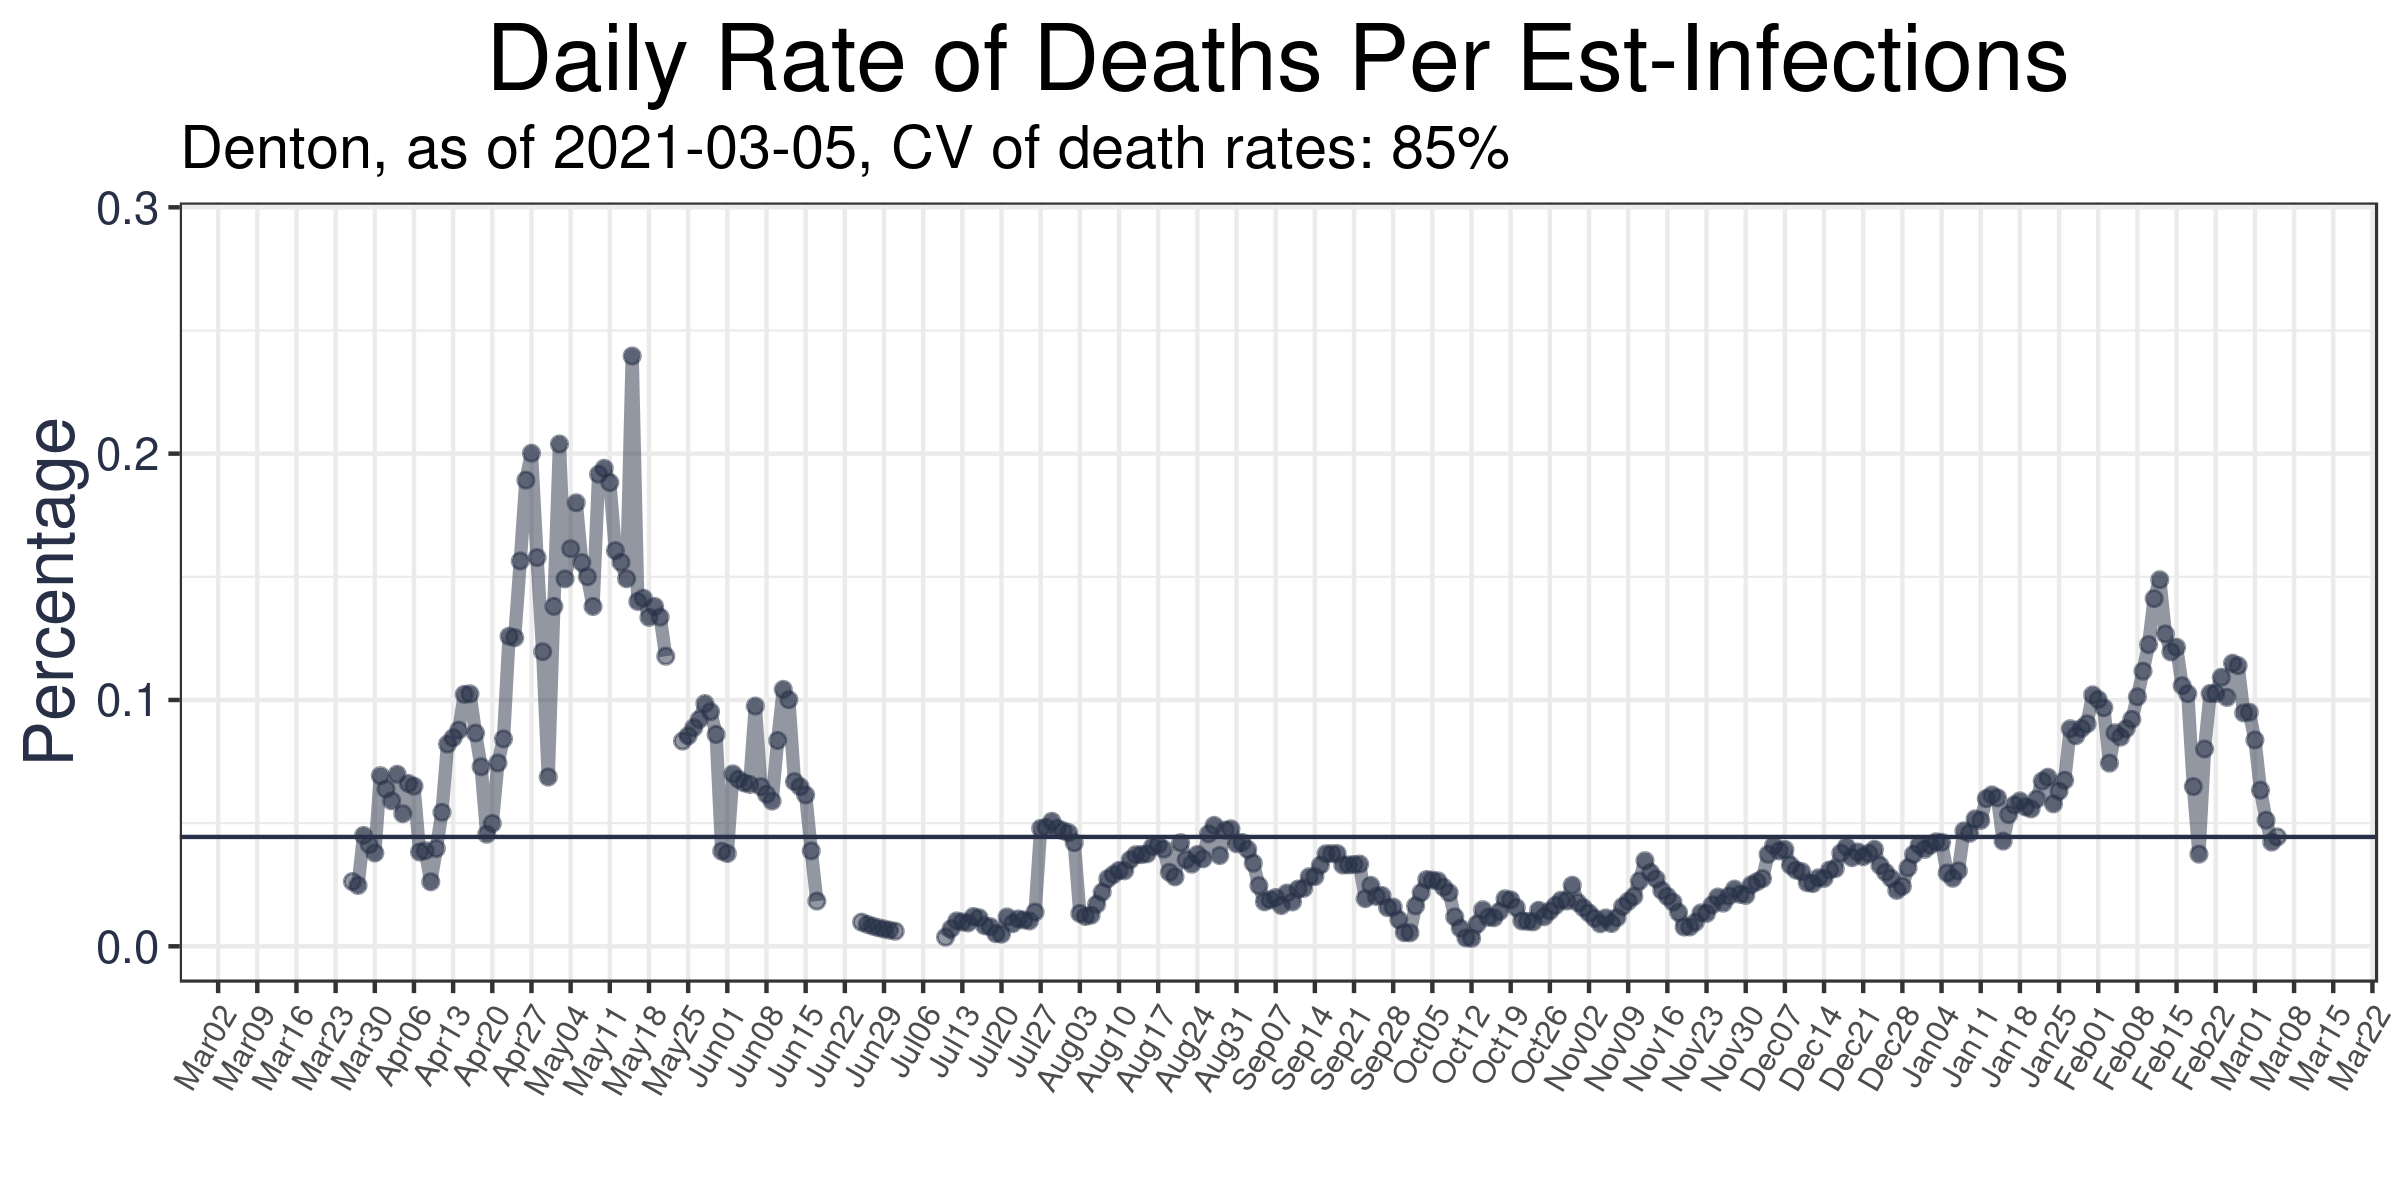 Daily Rate of Deaths Per Est-Infections
Denton, as of 2021-03-05, CV of death rates: 85%
Percentage
0.3
0.2
0.1
0.0
Mar02 Mar09 Mar16 Mar23 Mar30 Apr06 Apr13 Apr20 Apr27 May04 May11 May18 May25 Jun01 Jun08 Jun15 Jun22 Jun29 Jul06 Jul13 Jul20 Jul27 Aug03 Aug10 Aug17 Aug24 Aug31 Sep07 Sep14 Sep21 Sep28 Oct05 Oct12 Oct19 Oct26 Nov02 Nov09 Nov16 Nov23 Nov30 Dec07 Dec14 Dec21 Dec28 Jan04 Jan11 Jan18 Jan25 Feb01 Feb08 Feb15 Feb22 Mar01 Mar08 Mar15 Mar22